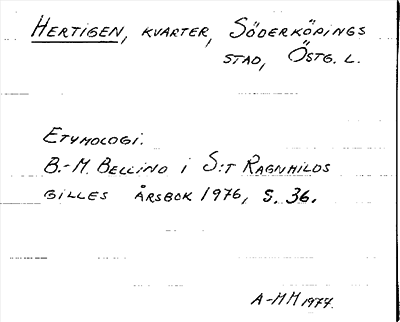 HERTIGEN, KVARTER, SÖDERKÖPINGS
STAD, ÖSTG. L.
ETYMOLOGI.
B.-M. BELLINO i S:T RAGNHILDS
GILLES ÅRSBOK 1976, S. 36.
A-MM 1977.